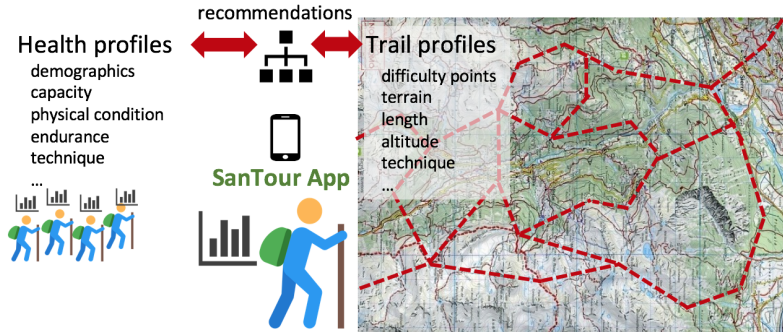 recommendations
Health profiles
demographics
capacity
physical condition
endurance
technique
...
Trail profiles
difficulty points
terrain
length
altitude
technique
...
SanTour App